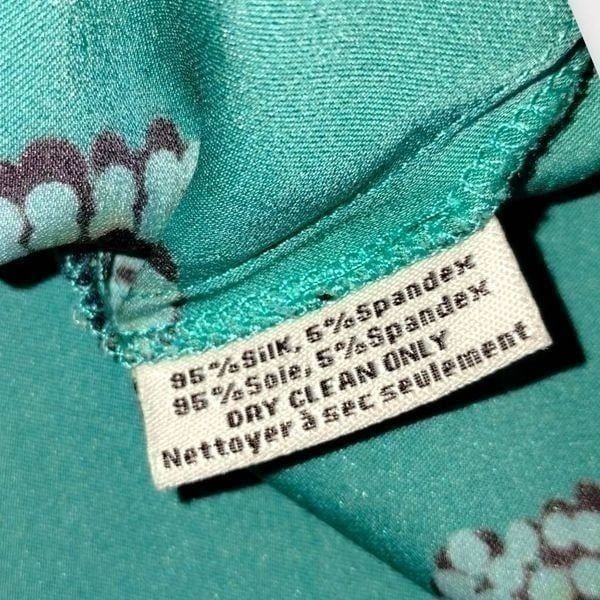 95%Silk, 5%Spandex
95%Soie, 5%Spandex
DRY CLEAN ONLY
Nettoyer à sec seulement